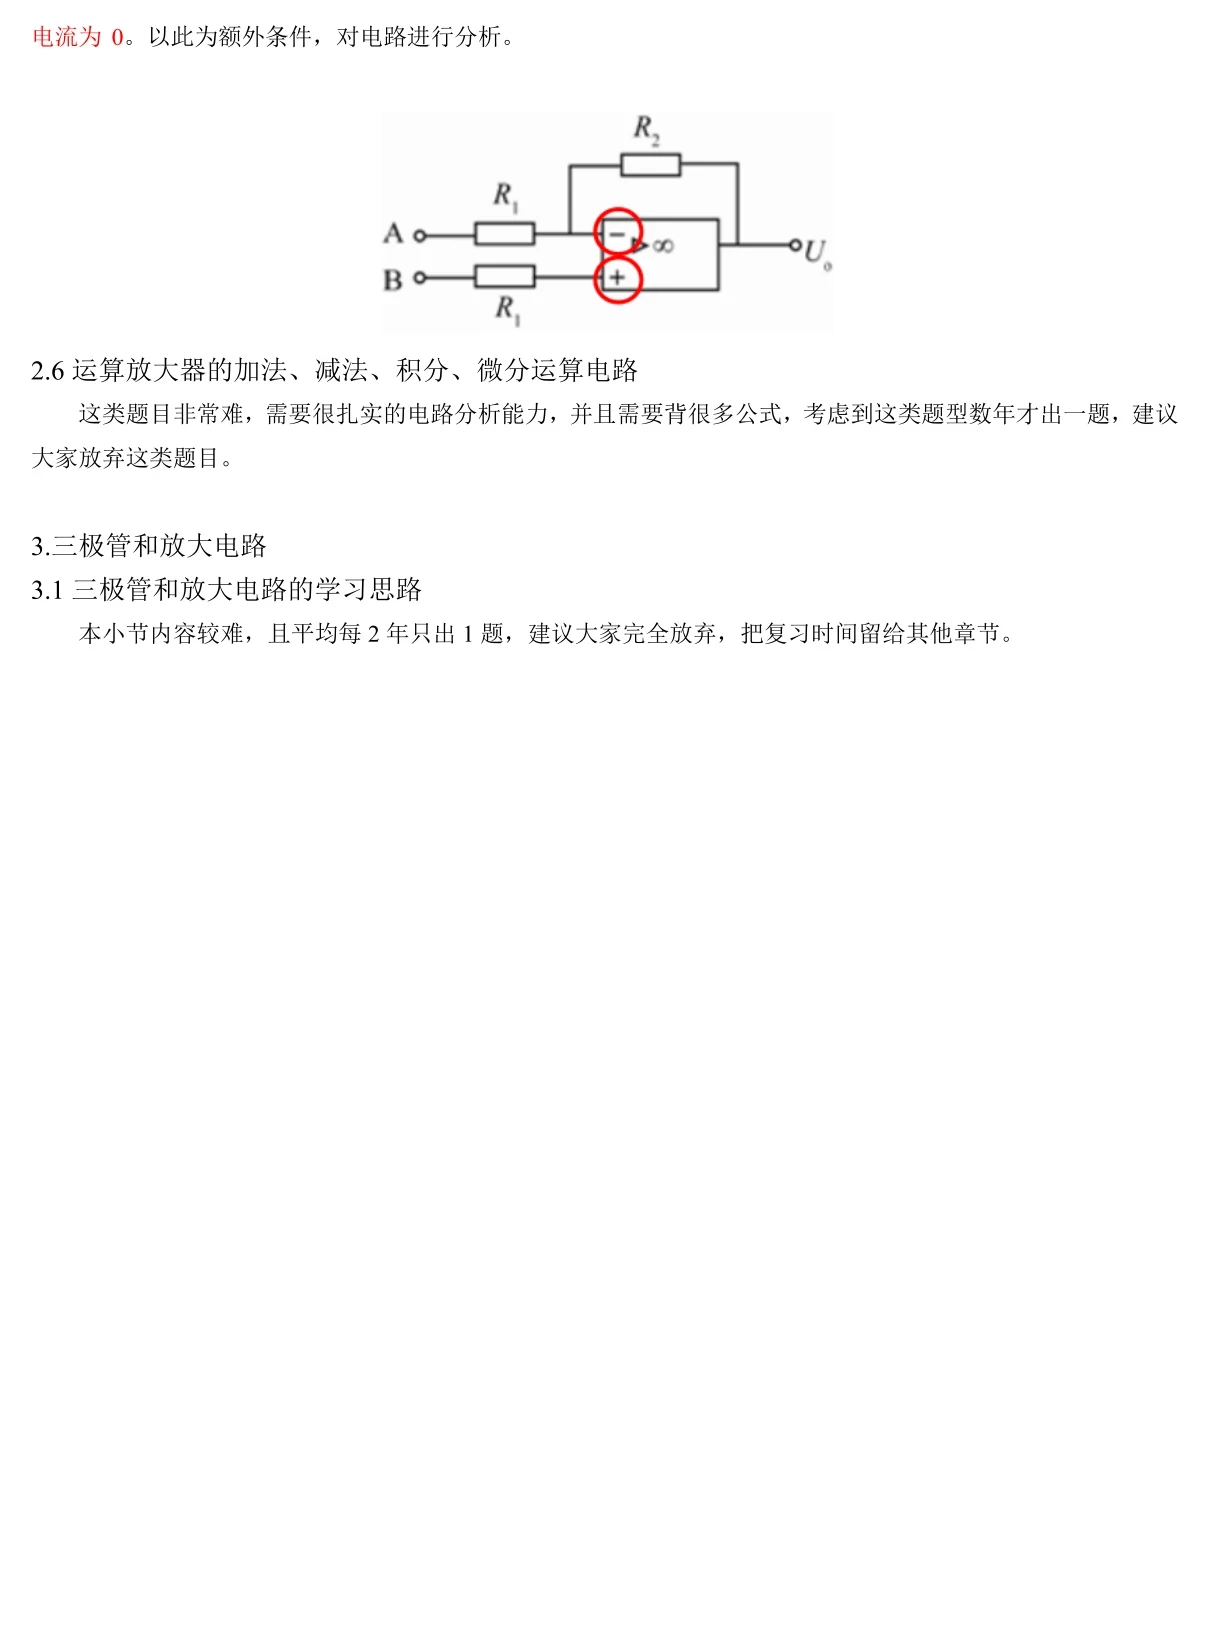 电流为 0。以此为额外条件，对电路进行分析。
R2
R1
A
− ▷∞
Uo
B
+
R1
2.6 运算放大器的加法、减法、积分、微分运算电路
这类题目非常难，需要很扎实的电路分析能力，并且需要背很多公式，考虑到这类题型数年才出一题，建议
大家放弃这类题目。
3.三极管和放大电路
3.1 三极管和放大电路的学习思路
本小节内容较难，且平均每 2 年只出 1 题，建议大家完全放弃，把复习时间留给其他章节。